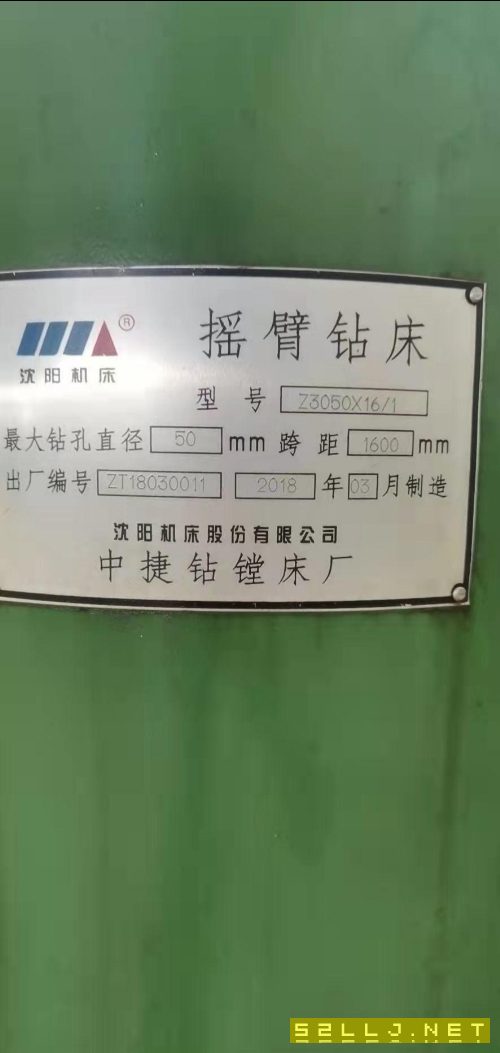 摇臂钻床
®
沈阳机床
型号 Z3050X16/1
最大钻孔直径 50 mm 跨距 1600 mm
出厂编号 ZT18030011 2018 年 03 月制造
沈阳机床股份有限公司
中捷钻镗床厂
52LLJ.NET